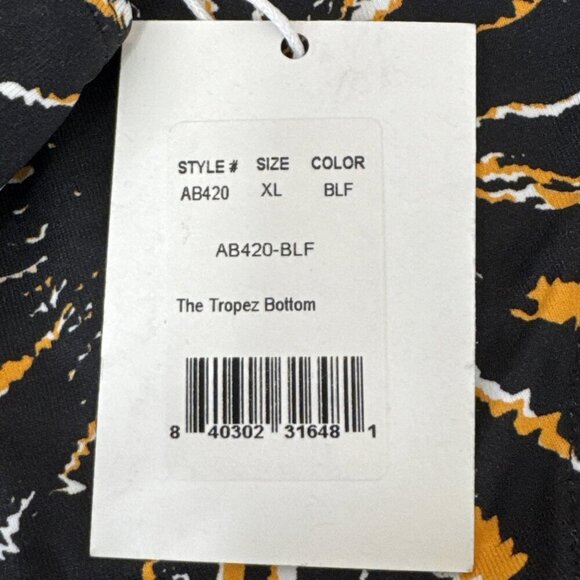 STYLE # SIZE COLOR
AB420 XL BLF
AB420-BLF
The Tropez Bottom
8 40302 31648 1